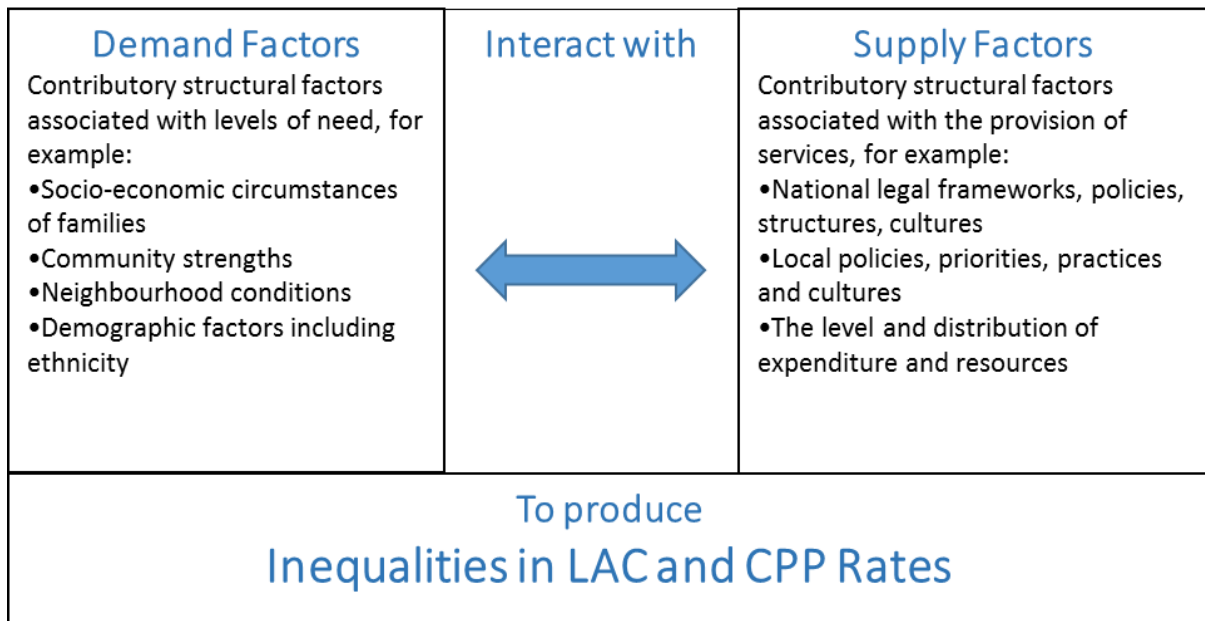 Demand Factors
Contributory structural factors
associated with levels of need, for
example:
•Socio-economic circumstances
of families
•Community strengths
•Neighbourhood conditions
•Demographic factors including
ethnicity
Interact with
Supply Factors
Contributory structural factors
associated with the provision of
services, for example:
•National legal frameworks, policies,
structures, cultures
•Local policies, priorities, practices
and cultures
•The level and distribution of
expenditure and resources
To produce
Inequalities in LAC and CPP Rates